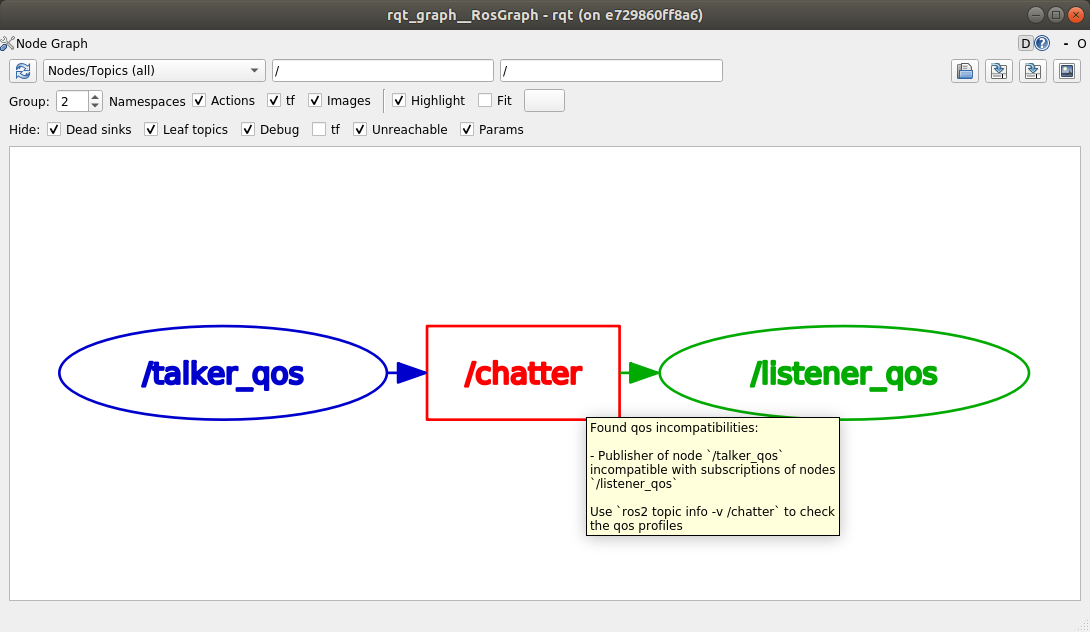 rqt_graph__RosGraph - rqt (on e729860ff8a6)
Node Graph D ? - O
Nodes/Topics (all) / /
Group: 2 Namespaces Actions tf Images Highlight Fit
Hide: Dead sinks Leaf topics Debug tf Unreachable Params
/talker_qos /chatter /listener_qos
Found qos incompatibilities:
- Publisher of node `/talker_qos`
incompatible with subscriptions of nodes
`/listener_qos`
Use `ros2 topic info -v /chatter` to check
the qos profiles